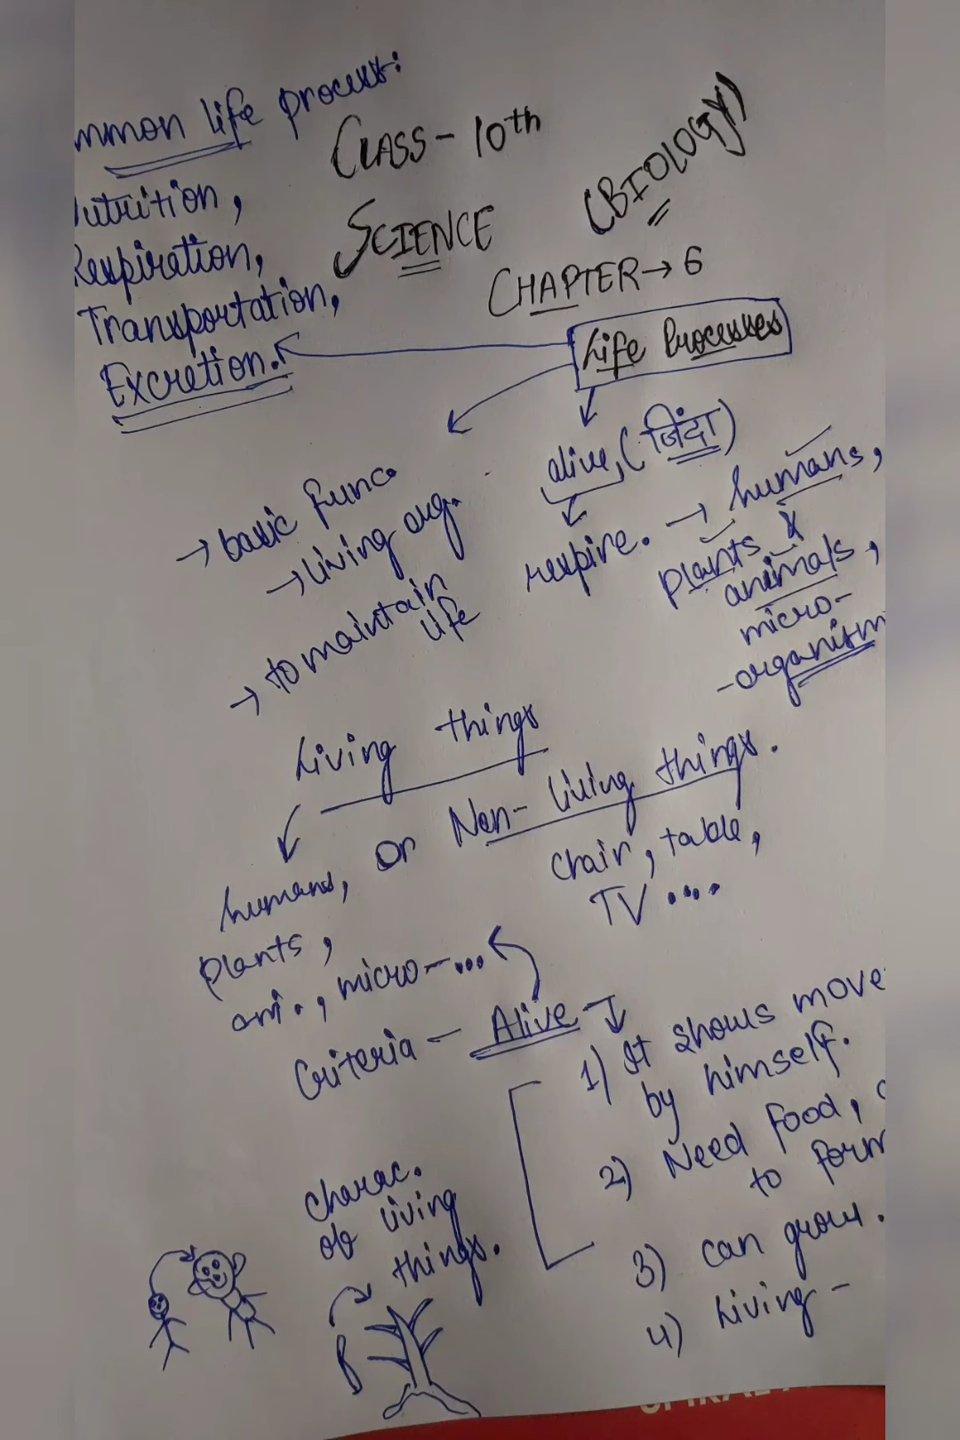 mmon life process:
utrition,
Respiration,
Transportation,
Excretion.
CLASS - 10th
SCIENCE (BIOLOGY)
CHAPTER → 6
Life Processes
→ basic func.
→ living org.
→ to maintain
life
alive, (जिंदा)
respire. → humans,
plants &
animals,
micro-
-organism
Living things
or Non-living things.
humans,
plants,
ani., micro-...
chair, table,
TV ....
Criteria - Alive →
1) It shows move
by himself.
2) Need food,
to form
3) can grow.
4) Living -
charac.
ob living
things.